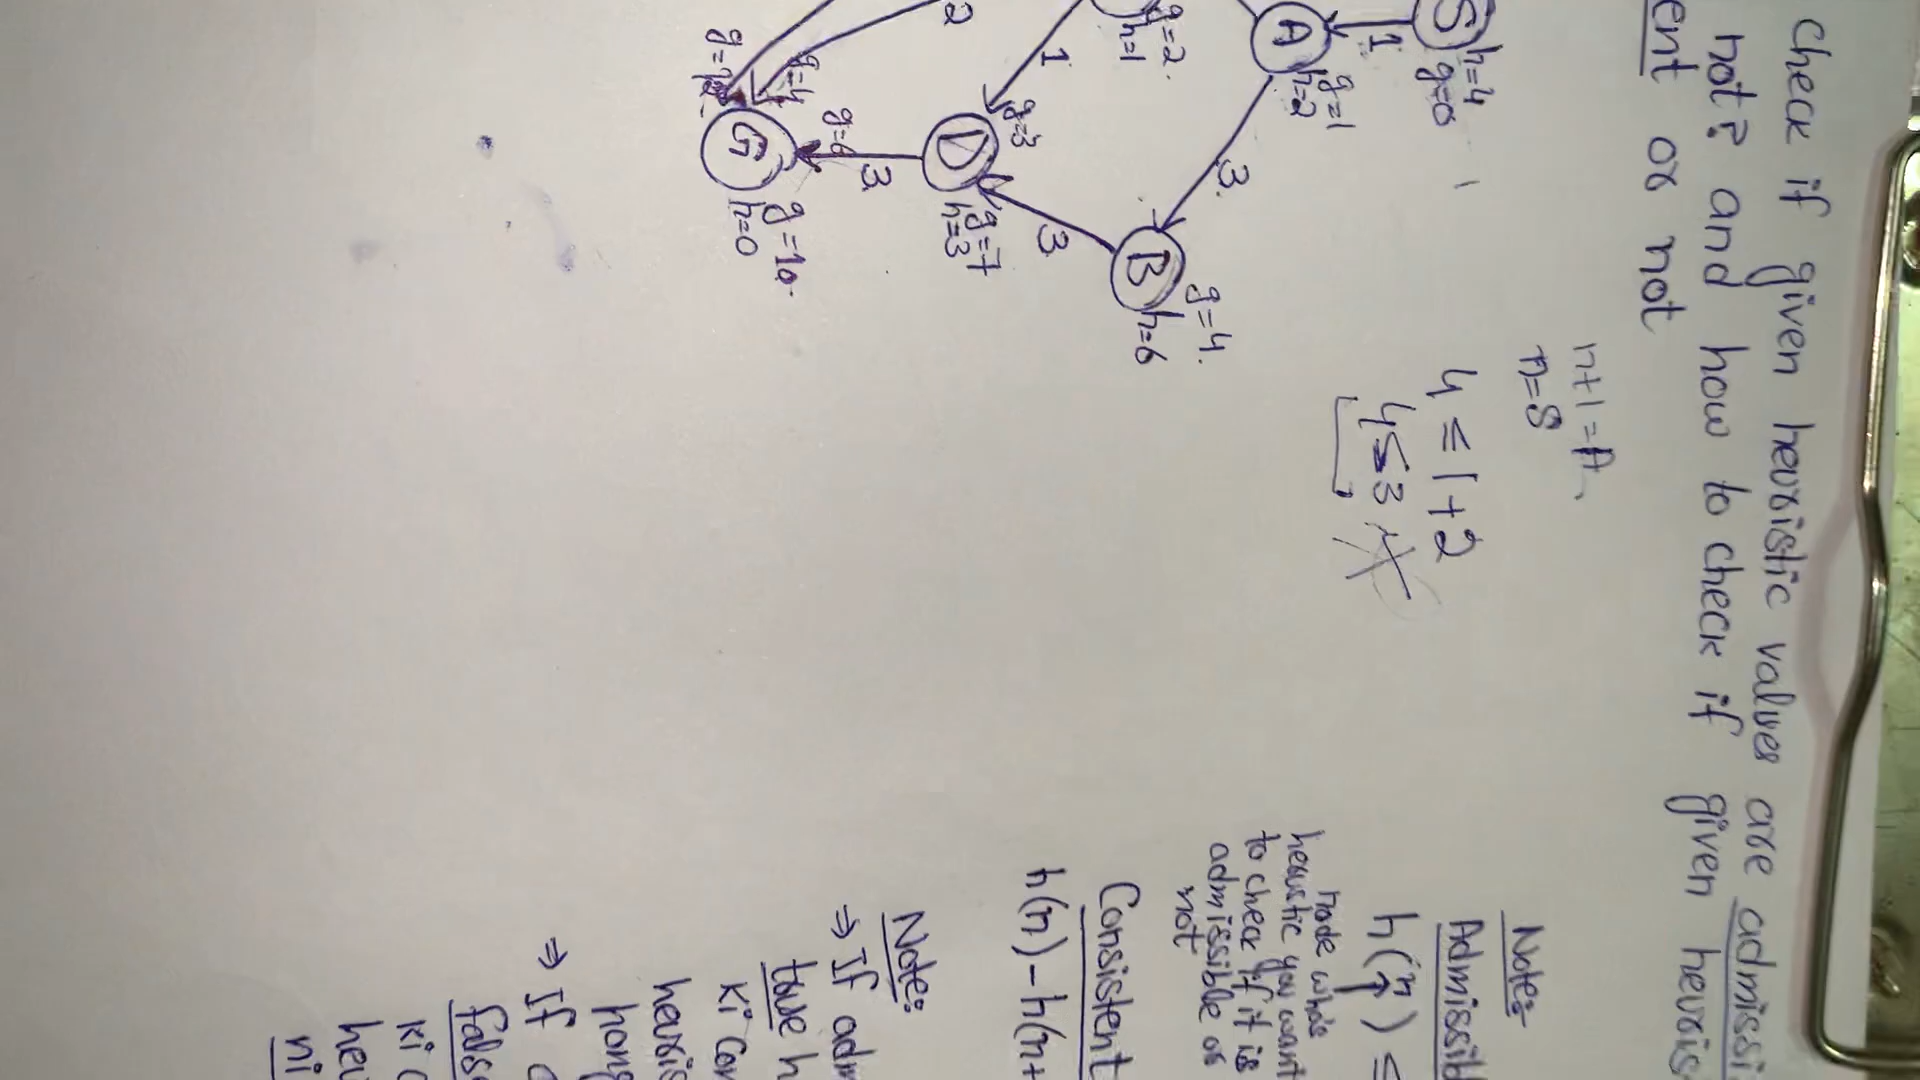 check if given heuristic values are admissi
not? and how to check if given heuris
ent or not
n+1=A
n=S
4 ≤ 1+2
4≤3
S
h=4
g=0
1
A
g=1
h=2
g=2
h=1
3
1
2
B
g=4
h=6
3
D
g=3
g=7
h=3
3
g=6
g=4
g=
G
g=10
h=0
Note:-
Admissib
h(n) ≤
node whose
heuristic you want
to check if it is
admissible or
not
Consistent
h(n) - h(n+
Note:
⇒ If adm
true h
ki con
heuris
hong
⇒ If
false
ki
heu
ni